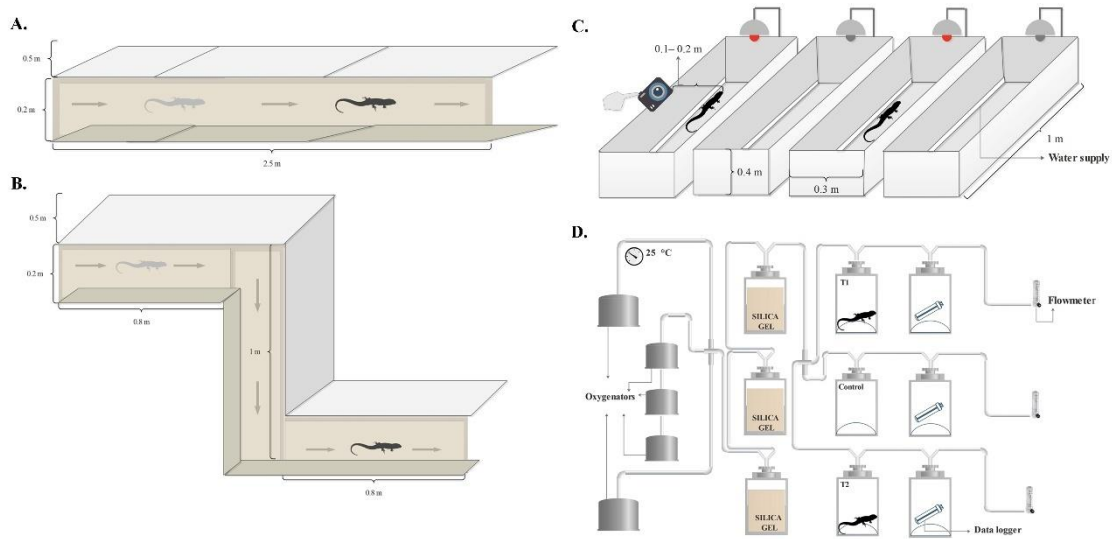 A.
0.5 m
0.2 m
2.5 m
B.
0.5 m
0.2 m
0.8 m
1 m
0.8 m
C.
0.1– 0.2 m
0.4 m
0.3 m
1 m
Water supply
D.
25 °C
Oxygenators
SILICA
GEL
SILICA
GEL
SILICA
GEL
T1
Control
T2
Flowmeter
Data logger